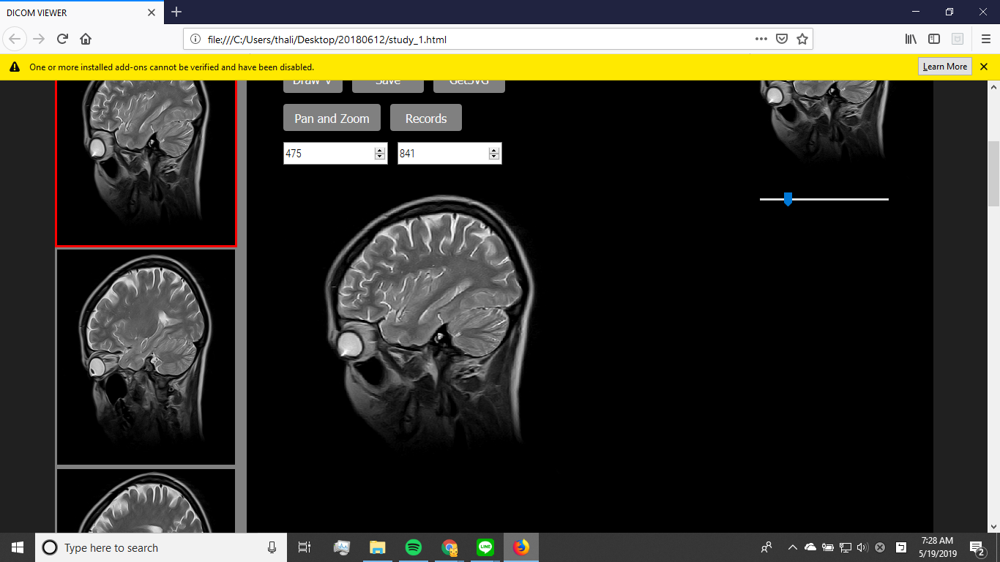 DICOM VIEWER
file:///C:/Users/thali/Desktop/20180612/study_1.html
One or more installed add-ons cannot be verified and have been disabled.
Learn More
Draw V Save GetSVG
Pan and Zoom Records
475 841
Type here to search
LINE
7:28 AM
5/19/2019
2